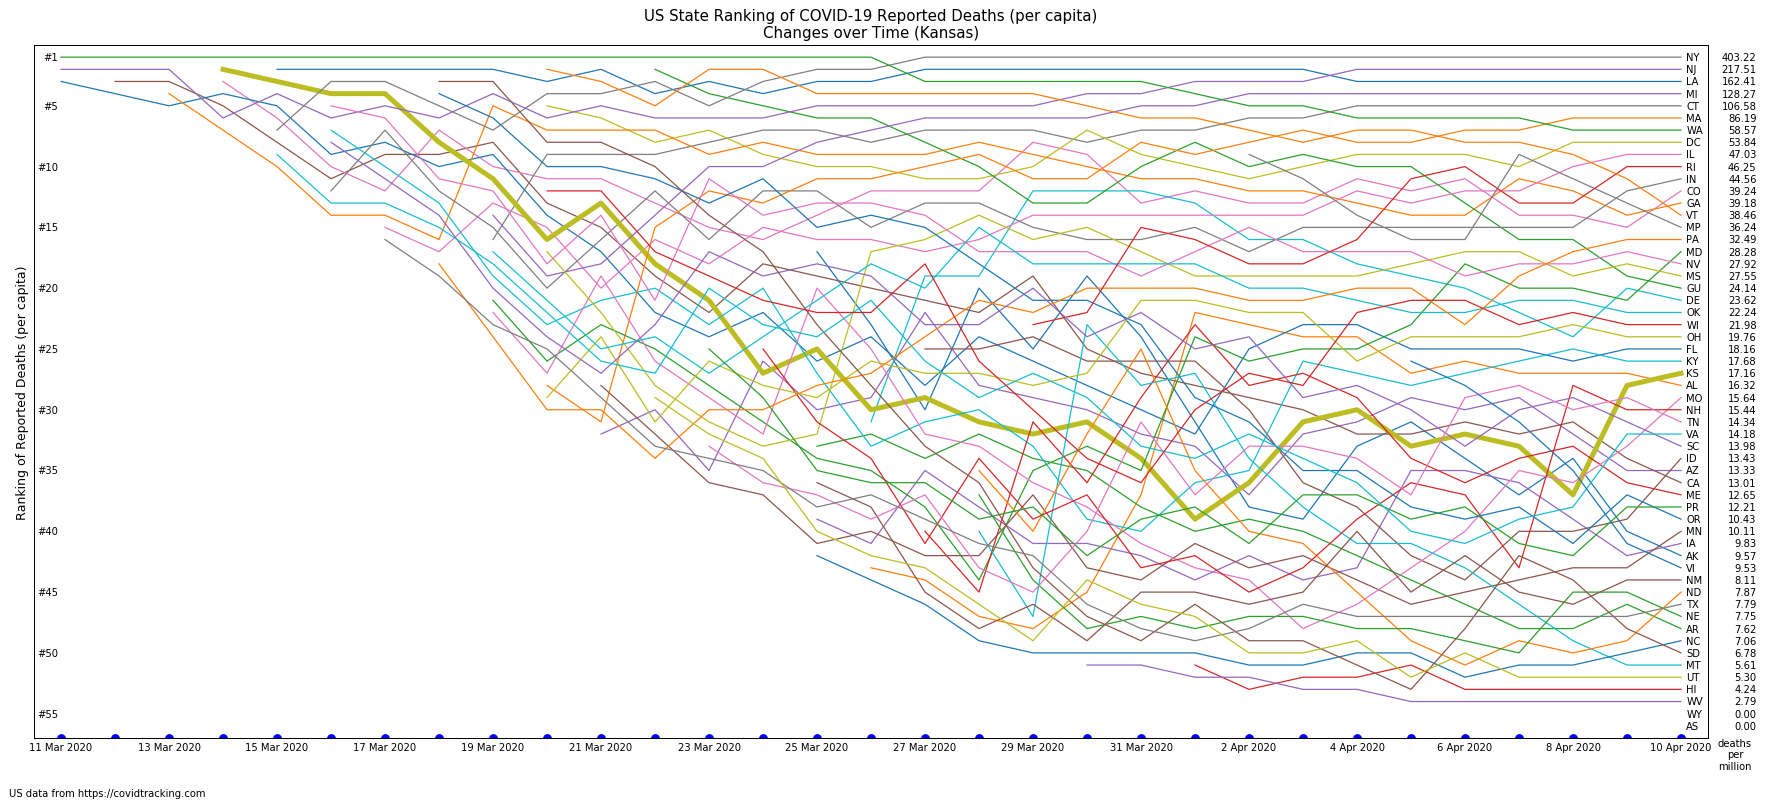 US State Ranking of COVID-19 Reported Deaths (per capita)
Changes over Time (Kansas)
Ranking of Reported Deaths (per capita)
#1
#5
#10
#15
#20
#25
#30
#35
#40
#45
#50
#55
NY 403.22
NJ 217.51
LA 162.41
MI 128.27
CT 106.58
MA 86.19
WA 58.57
DC 53.84
IL 47.03
RI 46.25
IN 44.56
CO 39.24
GA 39.18
VT 38.46
MP 36.24
PA 32.49
MD 28.28
NV 27.92
MS 27.55
GU 24.14
DE 23.62
OK 22.24
WI 21.98
OH 19.76
FL 18.16
KY 17.68
KS 17.16
AL 16.32
MO 15.64
NH 15.44
TN 14.34
VA 14.18
SC 13.98
ID 13.43
AZ 13.33
CA 13.01
ME 12.65
PR 12.21
OR 10.43
MN 10.11
IA 9.83
AK 9.57
VI 9.53
NM 8.11
ND 7.87
TX 7.79
NE 7.75
AR 7.62
NC 7.06
SD 6.78
MT 5.61
UT 5.30
HI 4.24
WV 2.79
WY 0.00
AS 0.00
11 Mar 2020 13 Mar 2020 15 Mar 2020 17 Mar 2020 19 Mar 2020 21 Mar 2020 23 Mar 2020 25 Mar 2020 27 Mar 2020 29 Mar 2020 31 Mar 2020 2 Apr 2020 4 Apr 2020 6 Apr 2020 8 Apr 2020 10 Apr 2020
deaths
per
million
US data from https://covidtracking.com